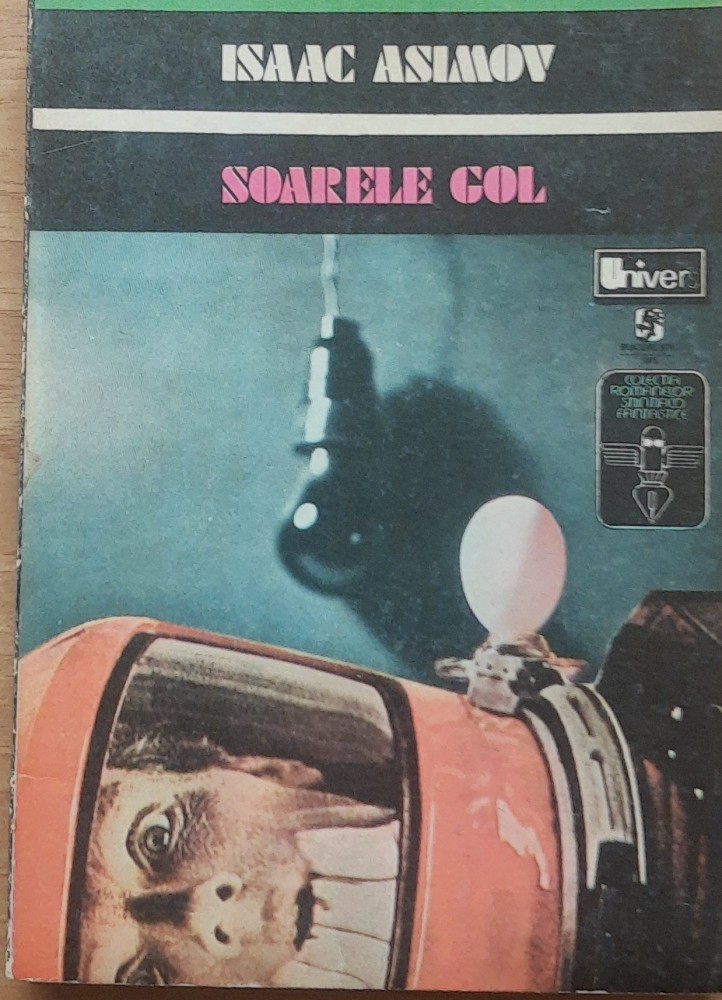 ISAAC ASIMOV
SOARELE GOL
Univers
COLECȚIA
ROMANELOR
ȘTIINȚIFICO
FANTASTICE